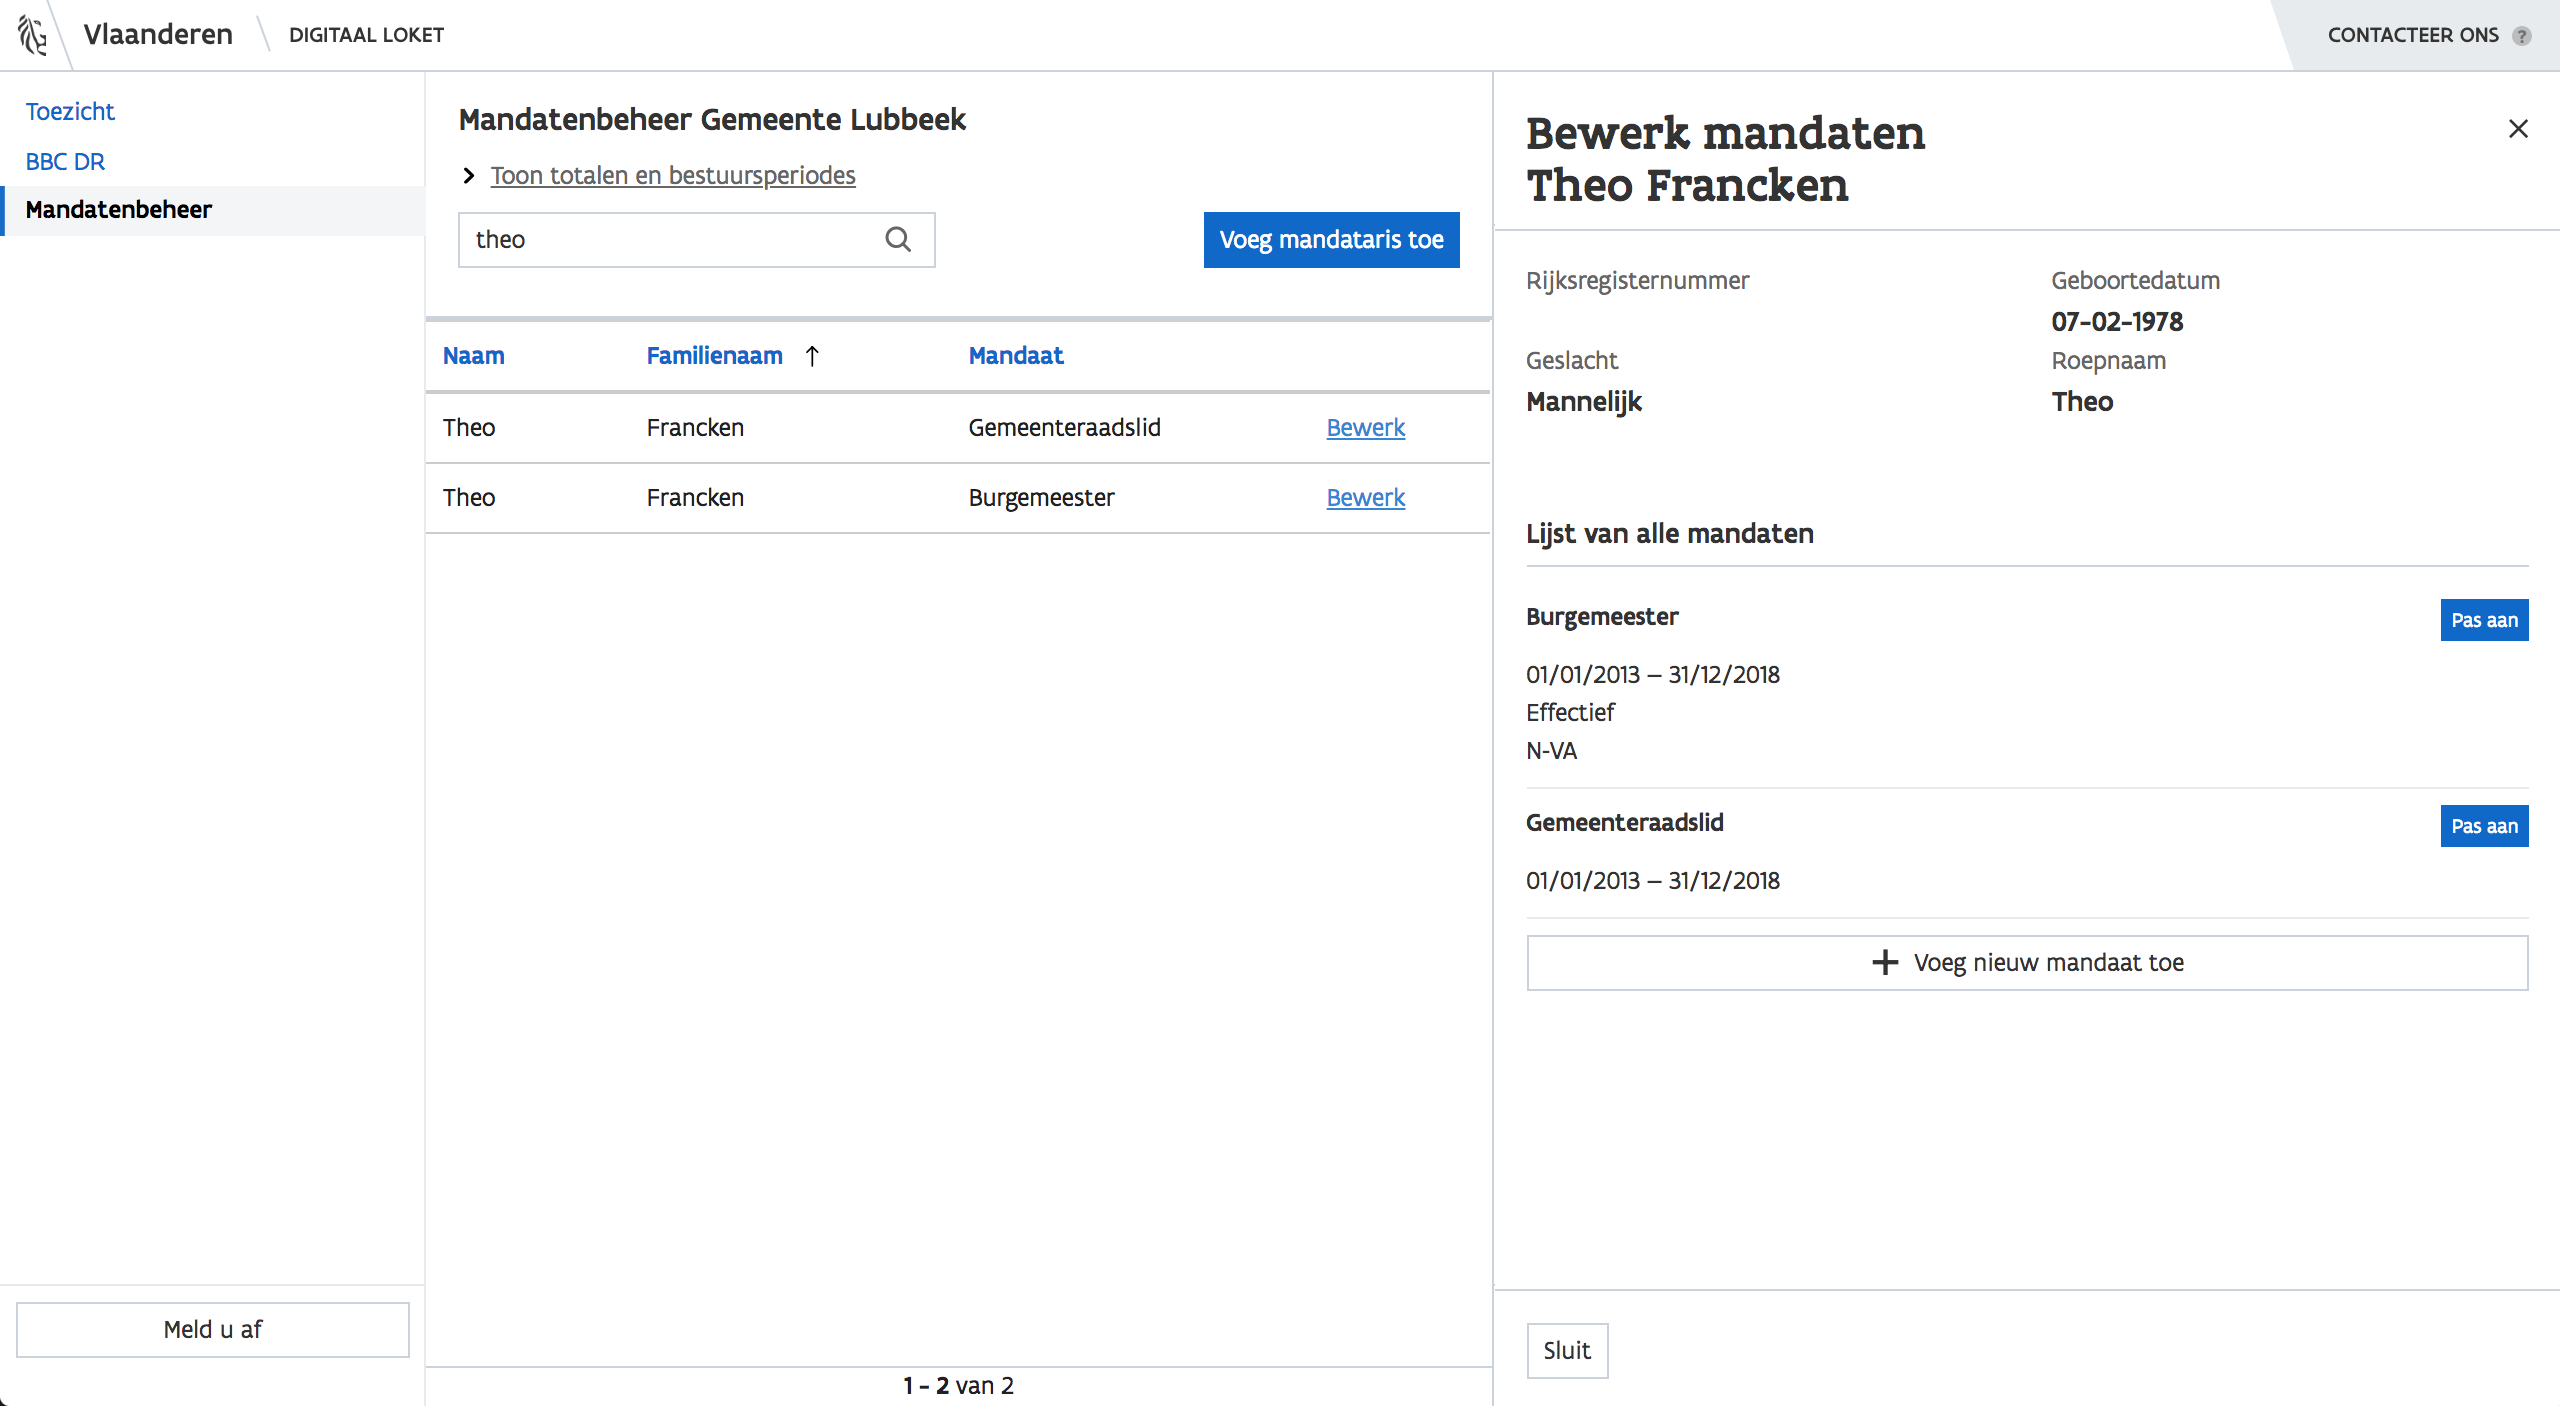 Vlaanderen
DIGITAAL LOKET
CONTACTEER ONS ?
Toezicht
BBC DR
Mandatenbeheer
Meld u af
Mandatenbeheer Gemeente Lubbeek
Toon totalen en bestuursperiodes
theo
Voeg mandataris toe
Naam Familienaam ↑ Mandaat
Theo Francken Gemeenteraadslid Bewerk
Theo Francken Burgemeester Bewerk
1 - 2 van 2
Bewerk mandaten
Theo Francken
Rijksregisternummer
Geboortedatum
07-02-1978
Geslacht
Mannelijk
Roepnaam
Theo
Lijst van alle mandaten
Burgemeester
Pas aan
01/01/2013 – 31/12/2018
Effectief
N-VA
Gemeenteraadslid
Pas aan
01/01/2013 – 31/12/2018
Voeg nieuw mandaat toe
Sluit